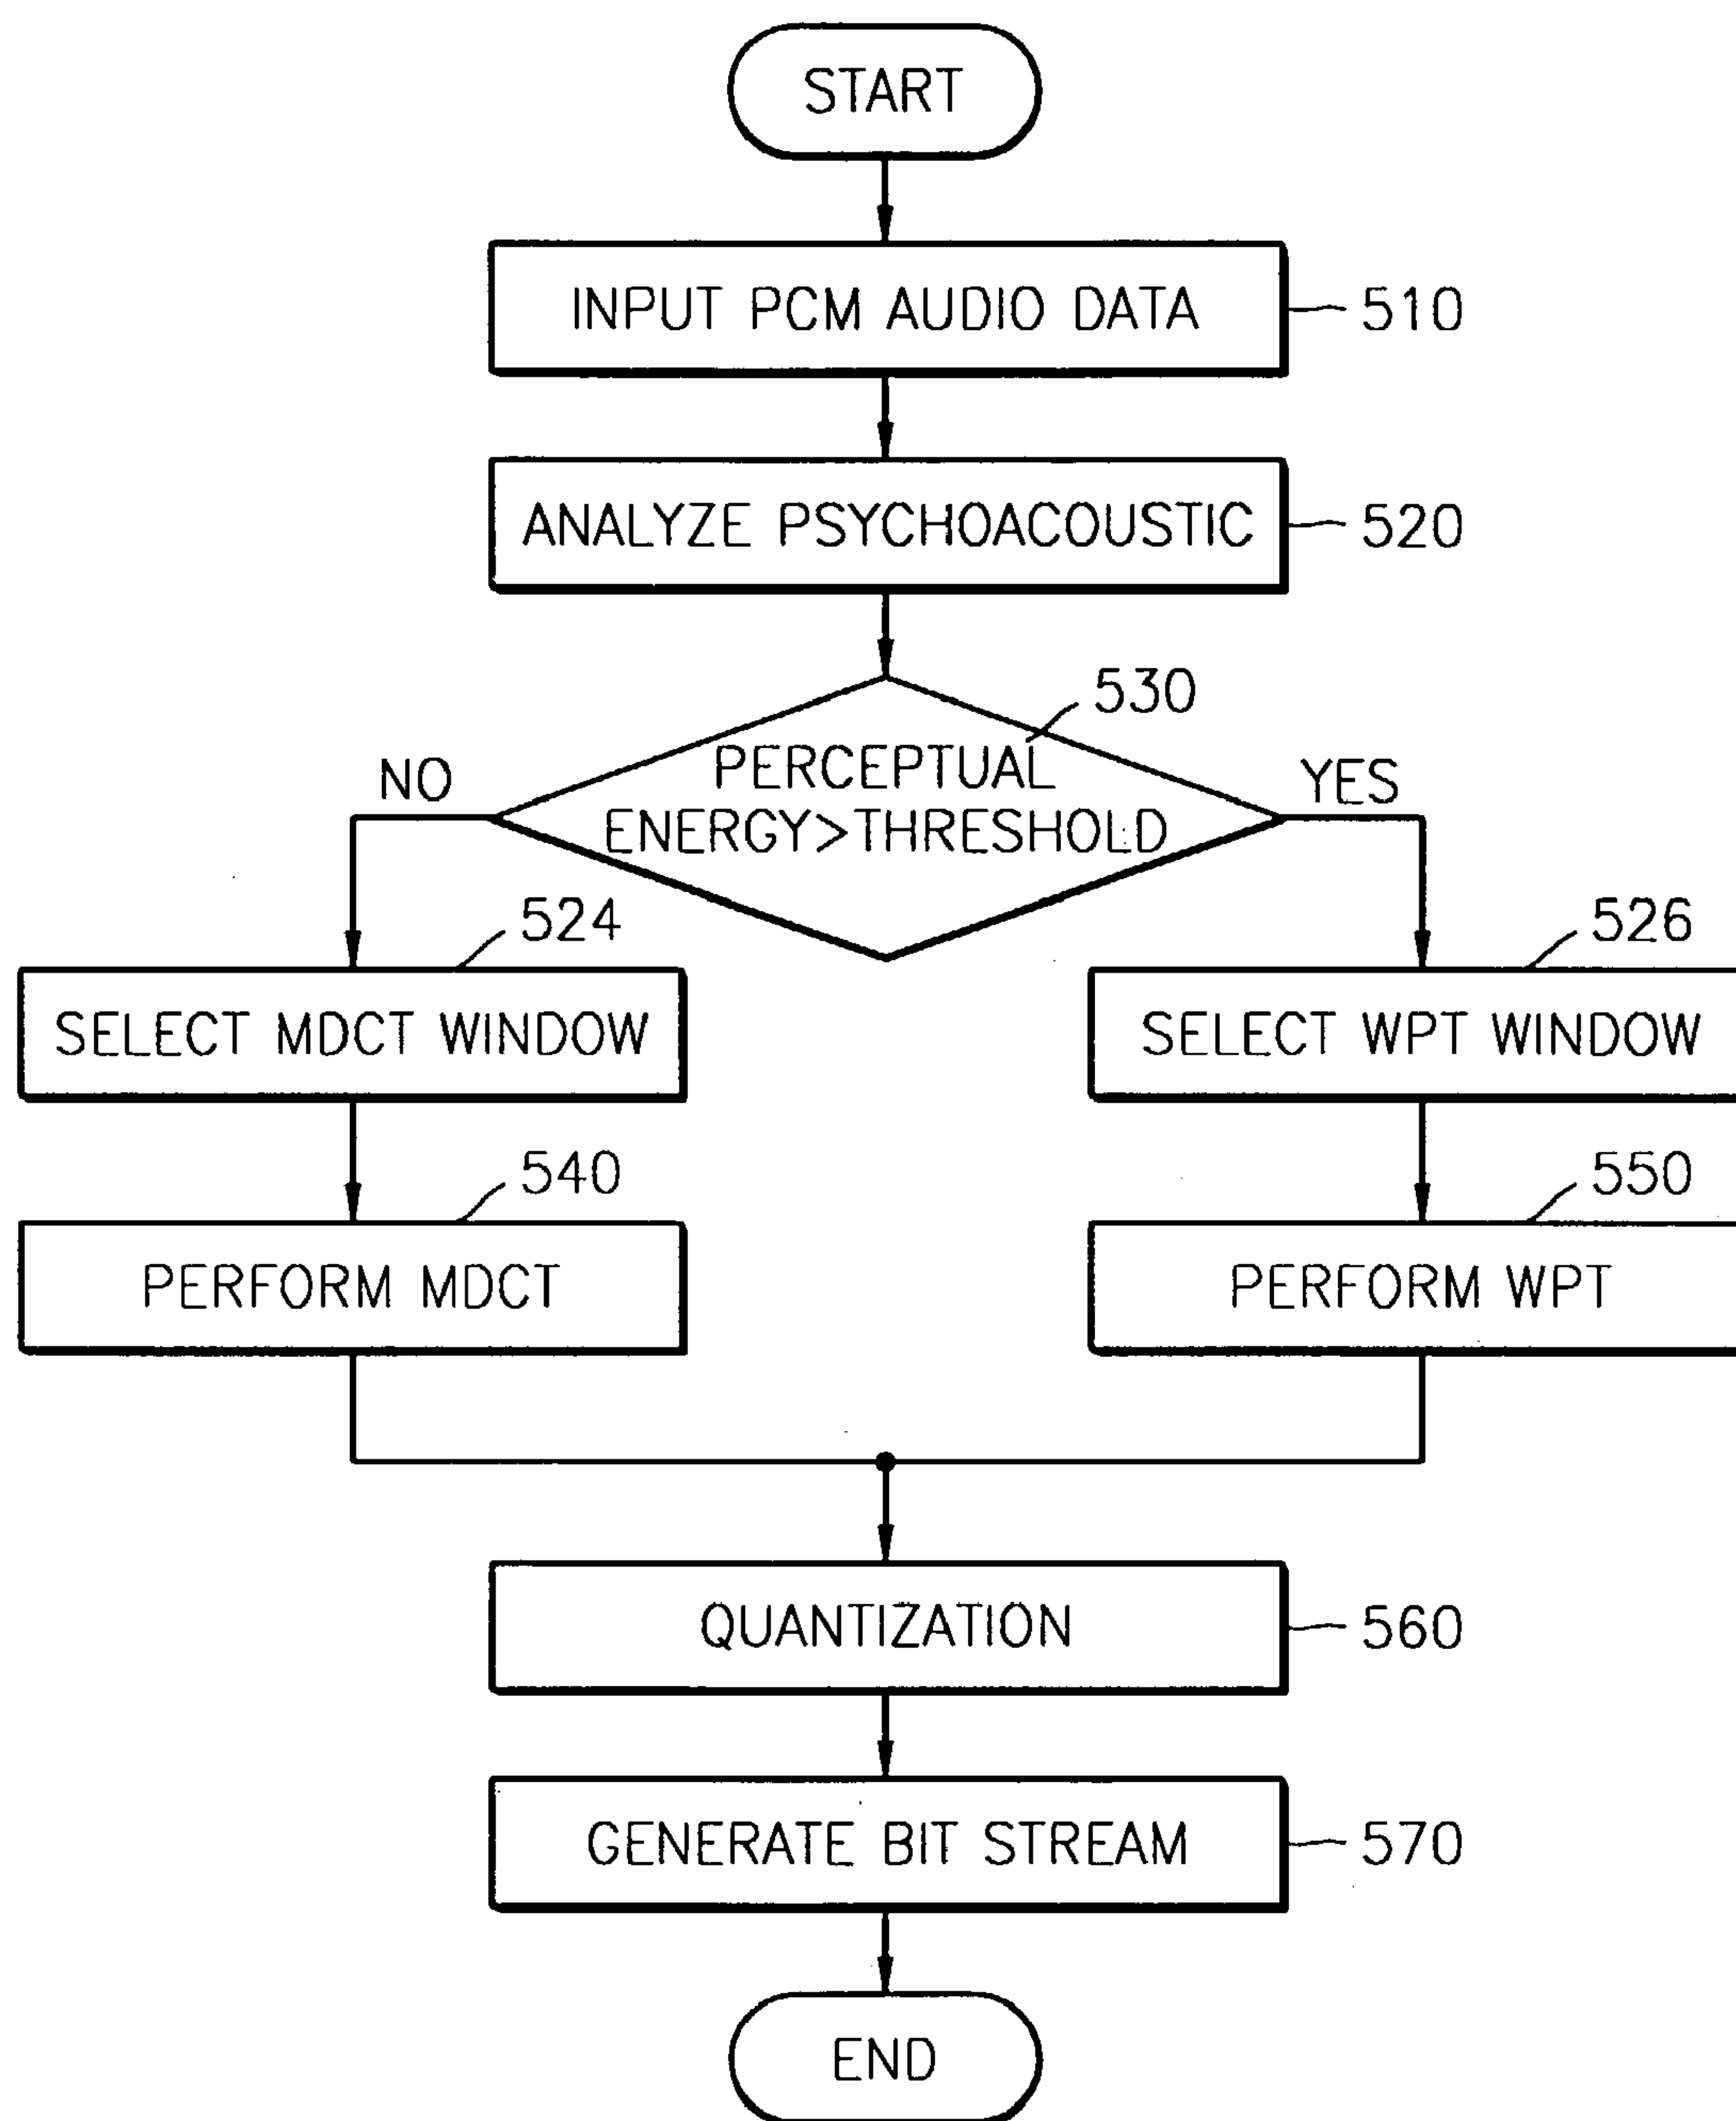 START
INPUT PCM AUDIO DATA
510
ANALYZE PSYCHOACOUSTIC
520
530
PERCEPTUAL
ENERGY>THRESHOLD
NO
YES
524
526
SELECT MDCT WINDOW
SELECT WPT WINDOW
540
550
PERFORM MDCT
PERFORM WPT
QUANTIZATION
560
GENERATE BIT STREAM
570
END